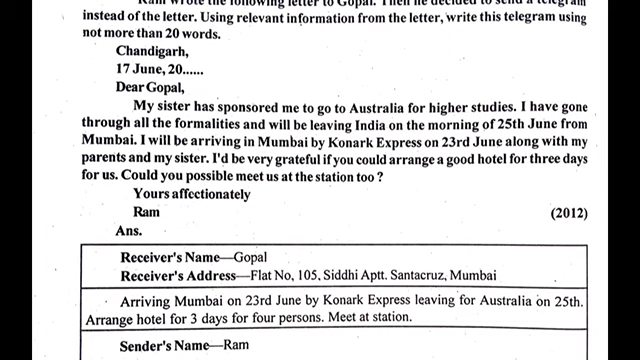 Ram wrote the following letter to Gopal. Then he decided to send a telegram
instead of the letter. Using relevant information from the letter, write this telegram using
not more than 20 words.
Chandigarh,
17 June, 20......
Dear Gopal,
My sister has sponsored me to go to Australia for higher studies. I have gone
through all the formalities and will be leaving India on the morning of 25th June from
Mumbai. I will be arriving in Mumbai by Konark Express on 23rd June along with my
parents and my sister. I'd be very grateful if you could arrange a good hotel for three days
for us. Could you possible meet us at the station too ?
Yours affectionately
Ram (2012)
Ans.
Receiver's Name—Gopal
Receiver's Address—Flat No, 105, Siddhi Aptt. Santacruz, Mumbai
Arriving Mumbai on 23rd June by Konark Express leaving for Australia on 25th.
Arrange hotel for 3 days for four persons. Meet at station.
Sender's Name—Ram